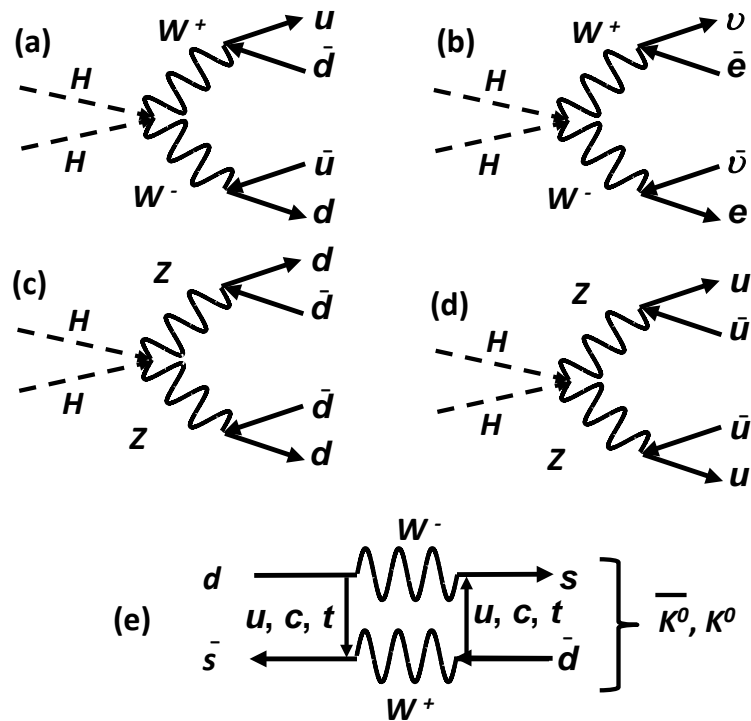 (a)
W⁺
u
d̄
H
H
ū
W⁻
d
(b)
W⁺
υ
ē
H
H
ῡ
W⁻
e
(c)
Z
d
d̄
H
H
d̄
Z
d
(d)
Z
u
ū
H
H
ū
Z
u
(e)
W⁻
d
s
u, c, t
u, c, t
s̄
d̄
W⁺
K̄⁰, K⁰